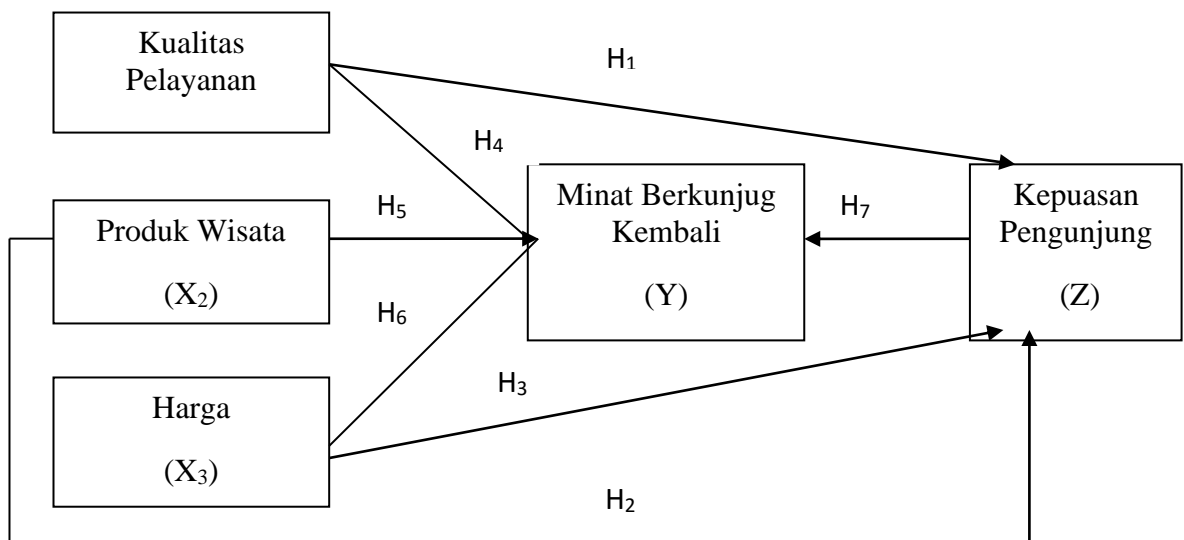 Kualitas
Pelayanan
H₁
H₄
Minat Berkunjug
Kembali
(Y)
Kepuasan
Pengunjung
(Z)
H₅
H₇
Produk Wisata
(X₂)
H₆
H₃
Harga
(X₃)
H₂